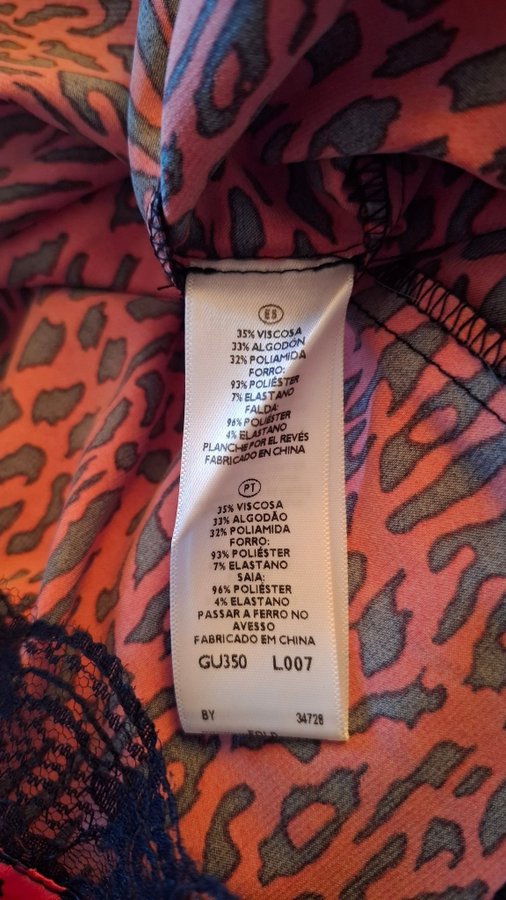 ES
35% VISCOSA
33% ALGODÓN
32% POLIAMIDA
FORRO:
93% POLIÉSTER
7% ELASTANO
FALDA:
96% POLIÉSTER
4% ELASTANO
PLANCHE POR EL REVÉS
FABRICADO EN CHINA
PT
35% VISCOSA
33% ALGODÃO
32% POLIAMIDA
FORRO:
93% POLIÉSTER
7% ELASTANO
SAIA:
96% POLIÉSTER
4% ELASTANO
PASSAR A FERRO NO
AVESSO
FABRICADO EM CHINA
GU350 L007
BY 34728